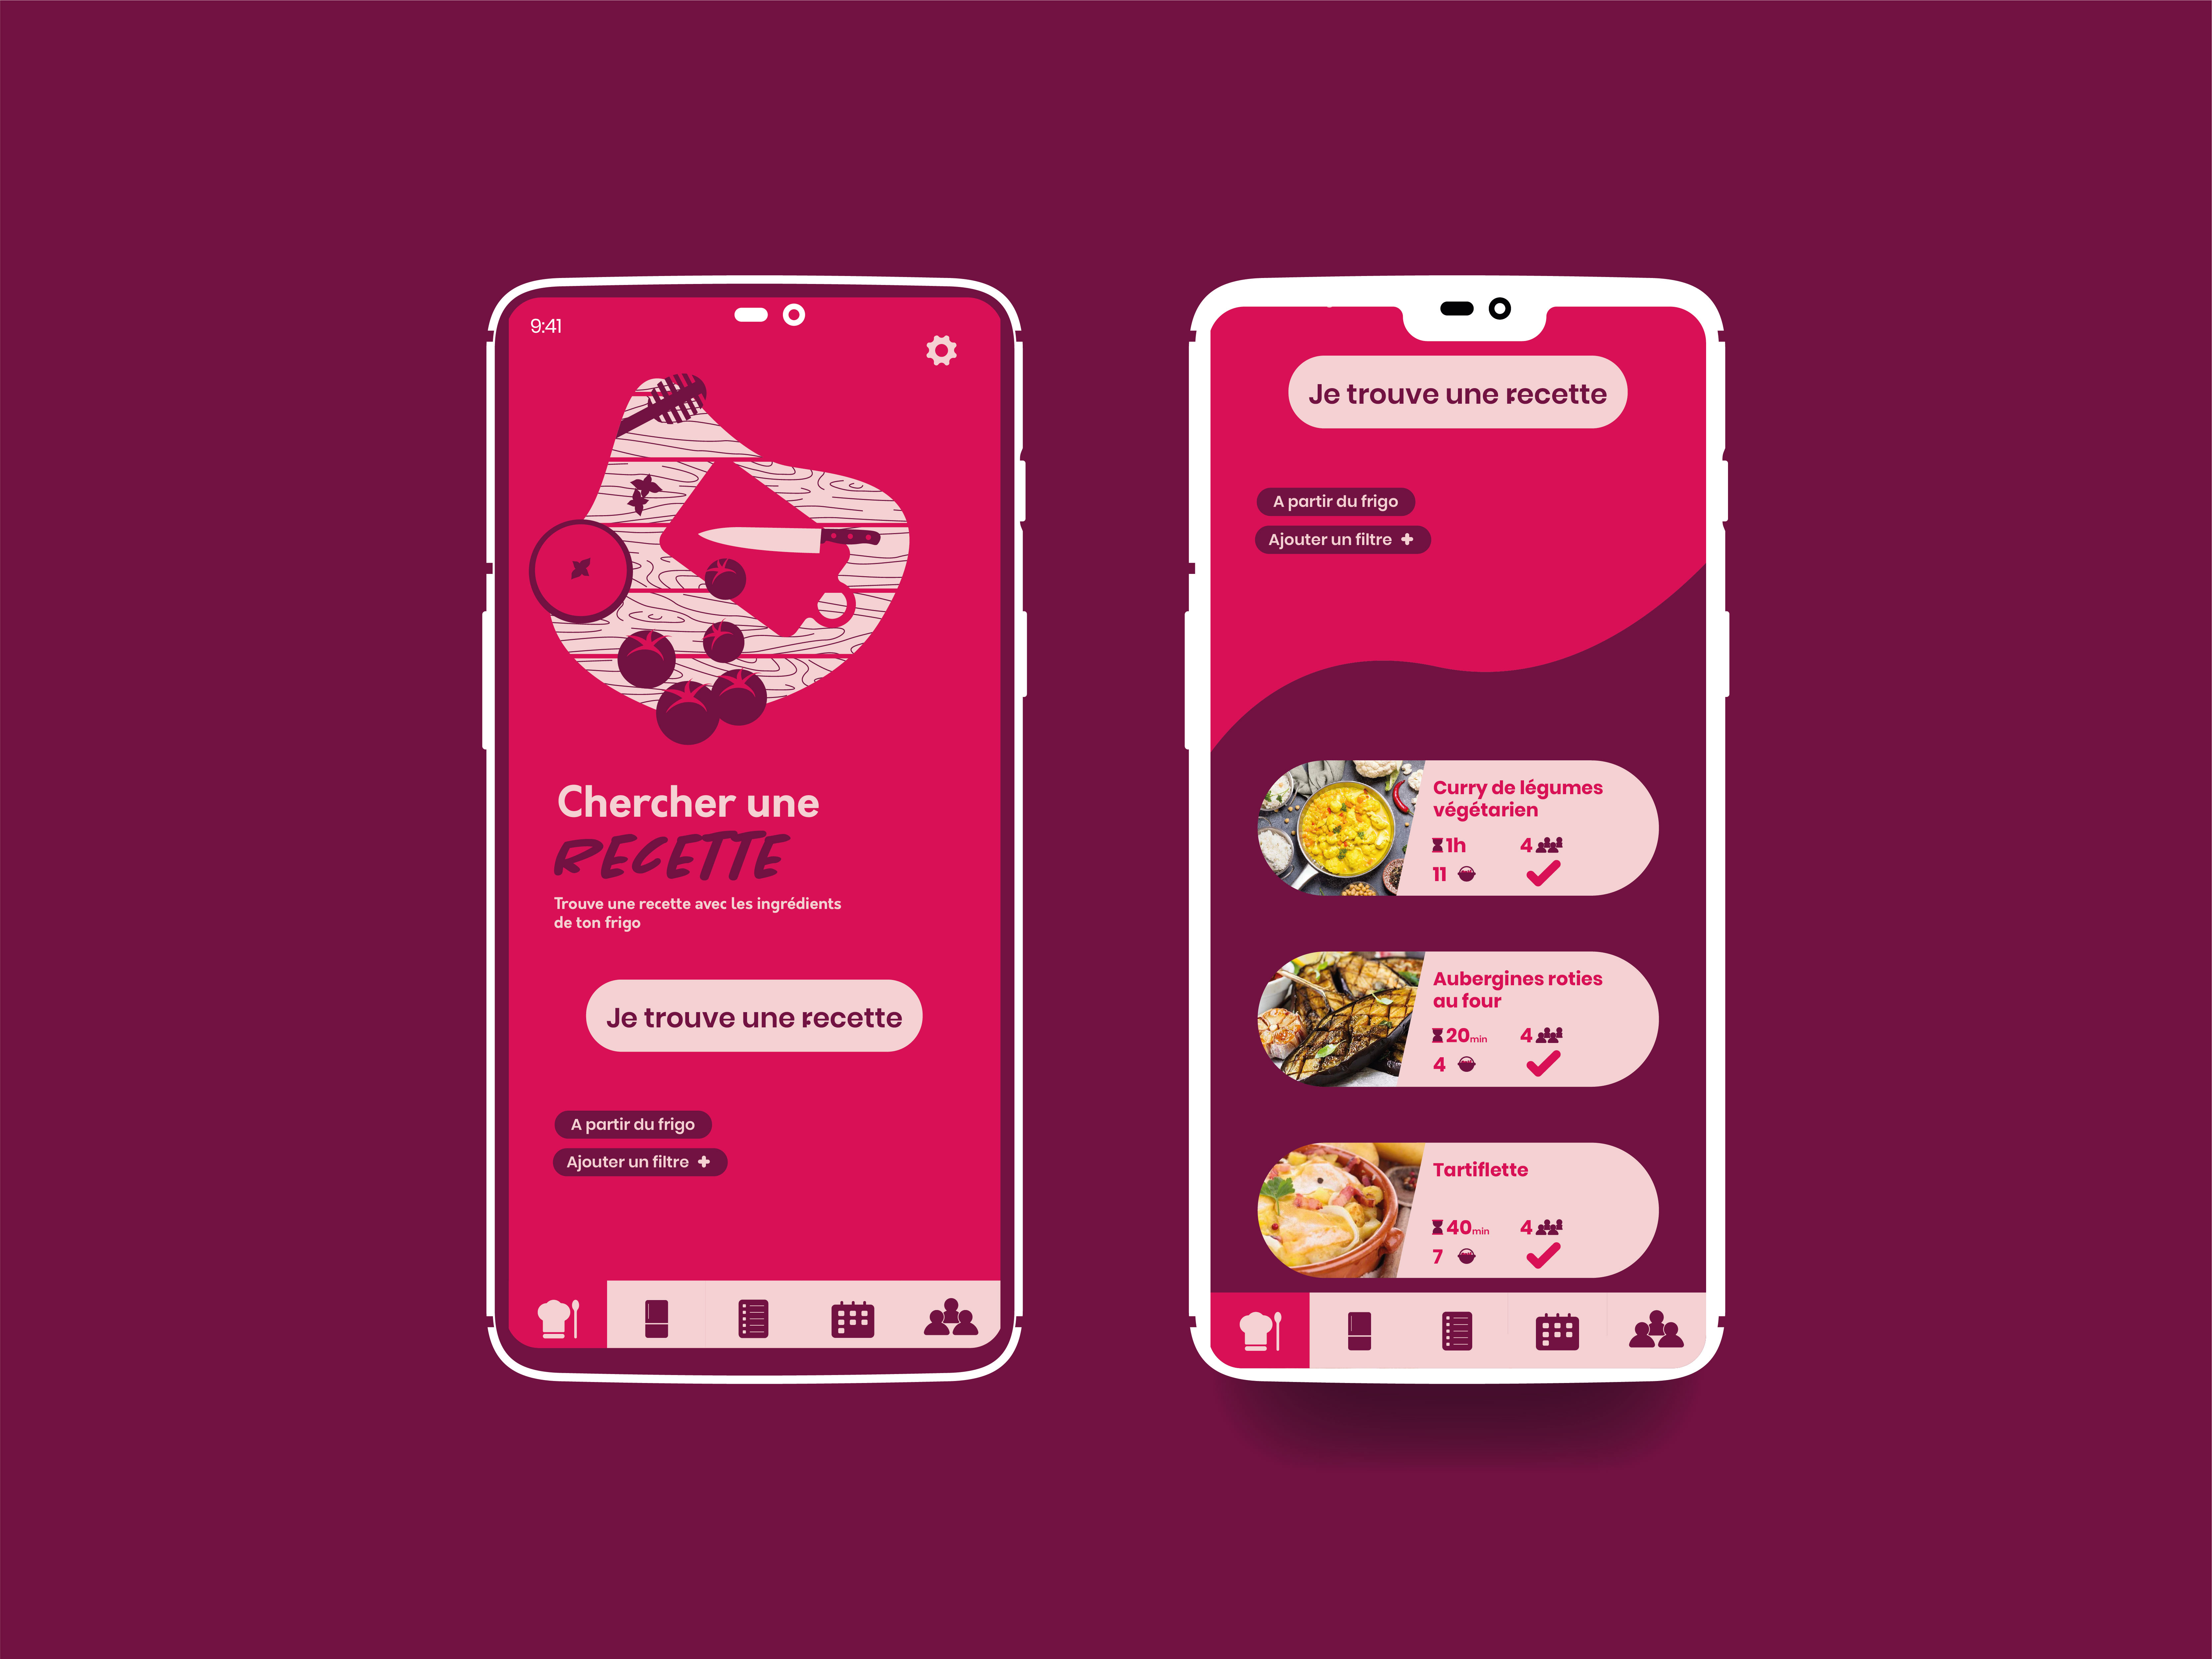 9:41
Chercher une
RECETTE
Trouve une recette avec les ingrédients
de ton frigo
Je trouve une recette
A partir du frigo
Ajouter un filtre +
Je trouve une recette
A partir du frigo
Ajouter un filtre +
Curry de légumes
végétarien
1h 4
11
Aubergines roties
au four
20min 4
4
Tartiflette
40min 4
7